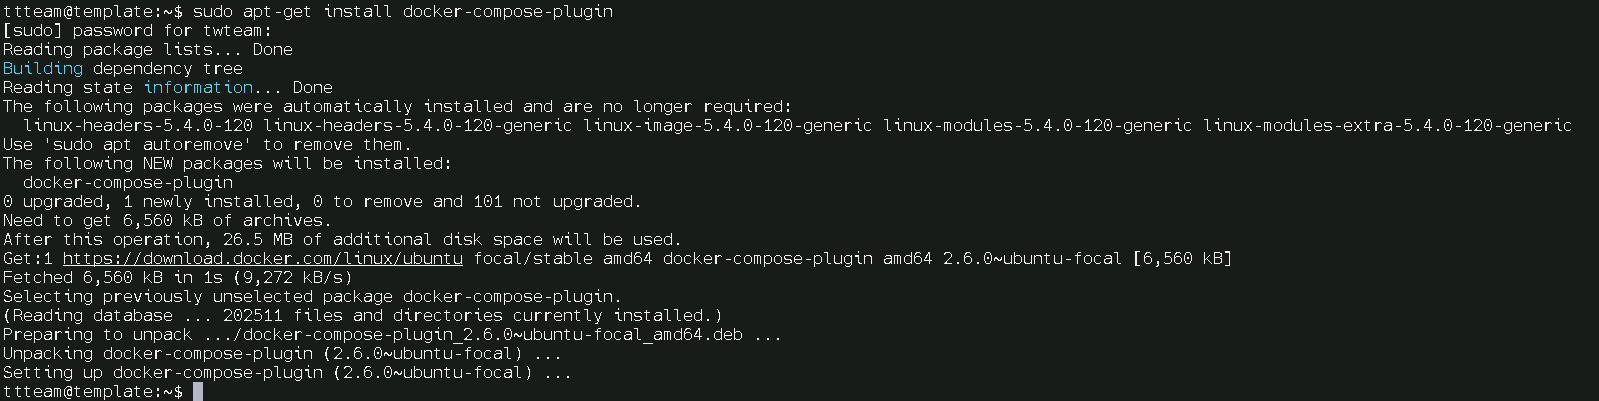 ttteam@template:~$ sudo apt-get install docker-compose-plugin
[sudo] password for twteam:
Reading package lists... Done
Building dependency tree
Reading state information... Done
The following packages were automatically installed and are no longer required:
  linux-headers-5.4.0-120 linux-headers-5.4.0-120-generic linux-image-5.4.0-120-generic linux-modules-5.4.0-120-generic linux-modules-extra-5.4.0-120-generic
Use 'sudo apt autoremove' to remove them.
The following NEW packages will be installed:
  docker-compose-plugin
0 upgraded, 1 newly installed, 0 to remove and 101 not upgraded.
Need to get 6,560 kB of archives.
After this operation, 26.5 MB of additional disk space will be used.
Get:1 https://download.docker.com/linux/ubuntu focal/stable amd64 docker-compose-plugin amd64 2.6.0~ubuntu-focal [6,560 kB]
Fetched 6,560 kB in 1s (9,272 kB/s)
Selecting previously unselected package docker-compose-plugin.
(Reading database ... 202511 files and directories currently installed.)
Preparing to unpack .../docker-compose-plugin_2.6.0~ubuntu-focal_amd64.deb ...
Unpacking docker-compose-plugin (2.6.0~ubuntu-focal) ...
Setting up docker-compose-plugin (2.6.0~ubuntu-focal) ...
ttteam@template:~$